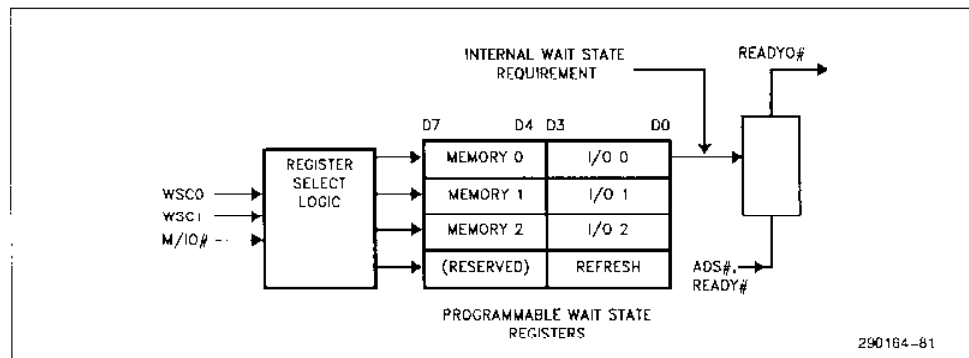 INTERNAL WAIT STATE
REQUIREMENT
READYO#
D7 D4 D3 D0
REGISTER
SELECT
LOGIC
WSC0
WSC1
M/IO#
MEMORY 0 I/O 0
MEMORY 1 I/O 1
MEMORY 2 I/O 2
(RESERVED) REFRESH
ADS#,
READY#
PROGRAMMABLE WAIT STATE
REGISTERS
290164-81